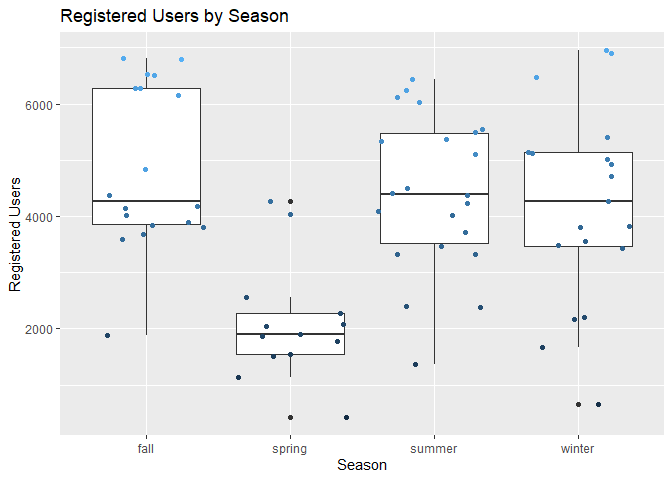 Registered Users by Season
Registered Users
6000
4000
2000
fall spring summer winter
Season